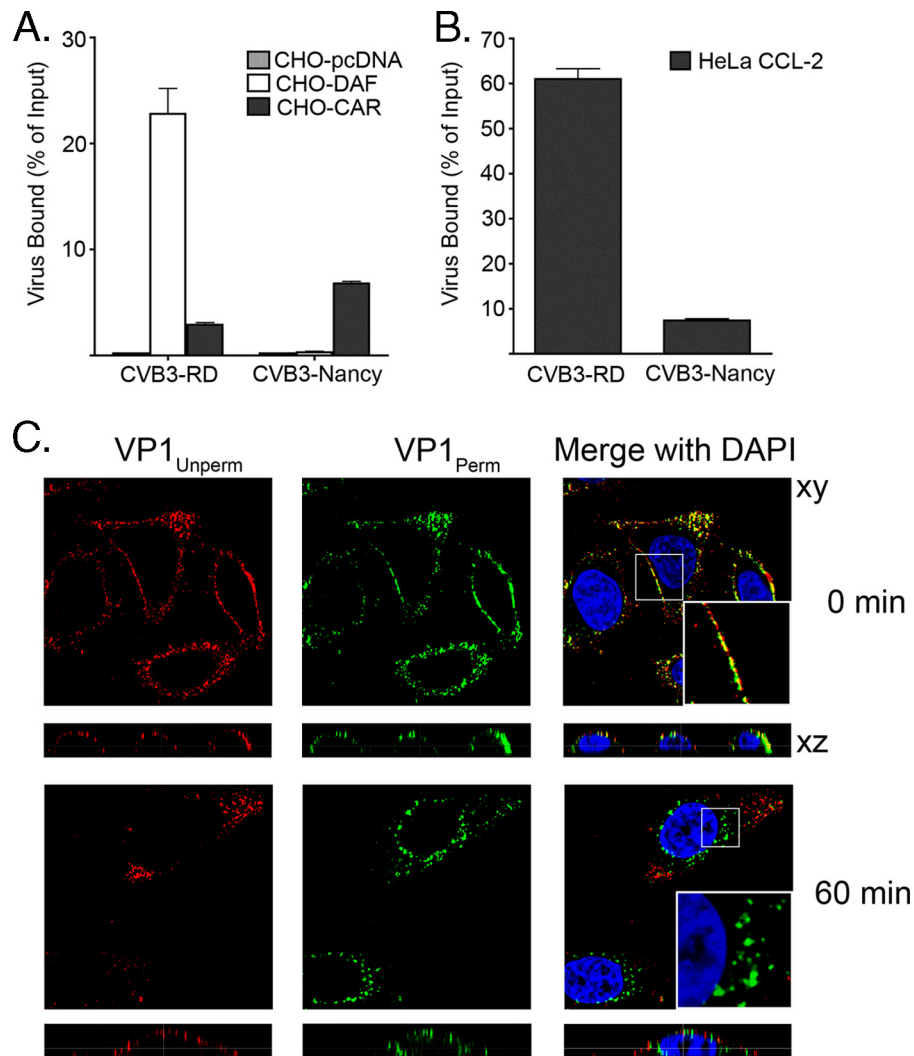 A.
Virus Bound (% of Input)
30
20
10
CHO-pcDNA
CHO-DAF
CHO-CAR
CVB3-RD CVB3-Nancy
B.
Virus Bound (% of Input)
70
60
50
40
30
60
20
10
HeLa CCL-2
CVB3-RD CVB3-Nancy
C.
VP1Unperm VP1Perm Merge with DAPI
xy
0 min
xz
60 min